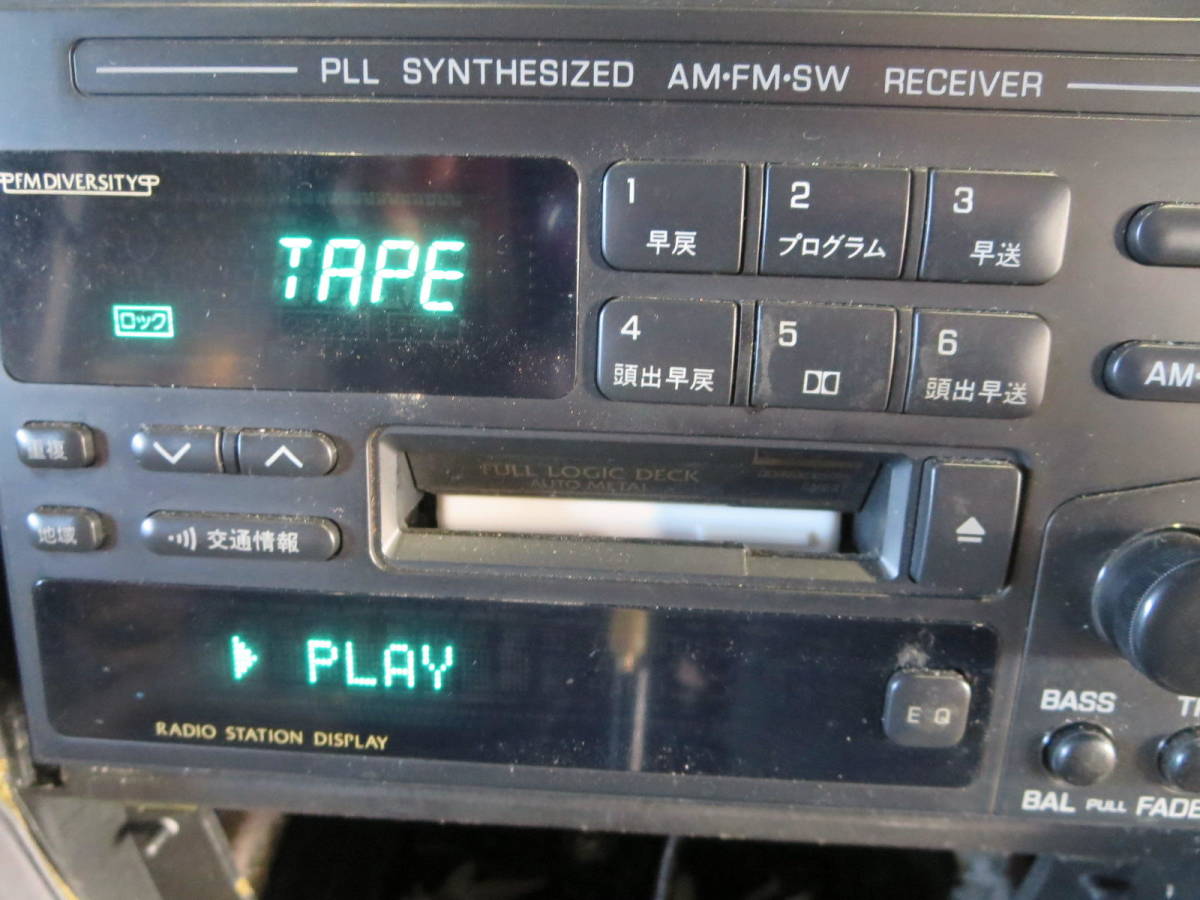 PLL SYNTHESIZED AM•FM•SW RECEIVER
FM DIVERSITY
TAPE
ロック
1 早戻
2 プログラム
3 早送
4 頭出早戻
5
6 頭出早送
AM•
重複
地域
交通情報
FULL LOGIC DECK
AUTO METAL
PLAY
RADIO STATION DISPLAY
EQ
BASS
BAL PULL FADE